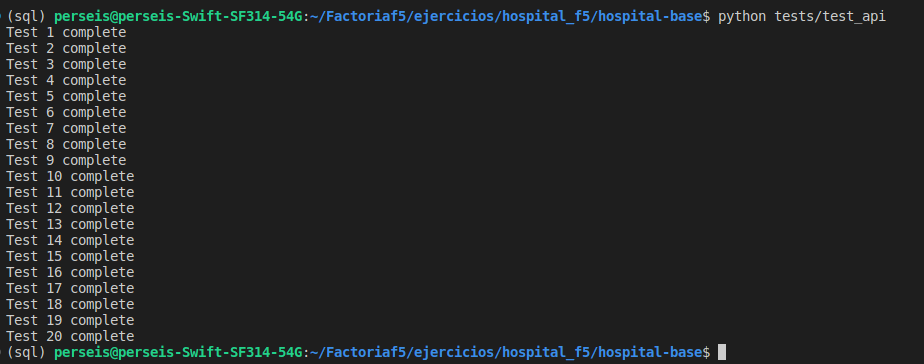 (sql) perseis@perseis-Swift-SF314-54G:~/Factoriaf5/ejercicios/hospital_f5/hospital-base$ python tests/test_api
Test 1 complete
Test 2 complete
Test 3 complete
Test 4 complete
Test 5 complete
Test 6 complete
Test 7 complete
Test 8 complete
Test 9 complete
Test 10 complete
Test 11 complete
Test 12 complete
Test 13 complete
Test 14 complete
Test 15 complete
Test 16 complete
Test 17 complete
Test 18 complete
Test 19 complete
Test 20 complete
(sql) perseis@perseis-Swift-SF314-54G:~/Factoriaf5/ejercicios/hospital_f5/hospital-base$